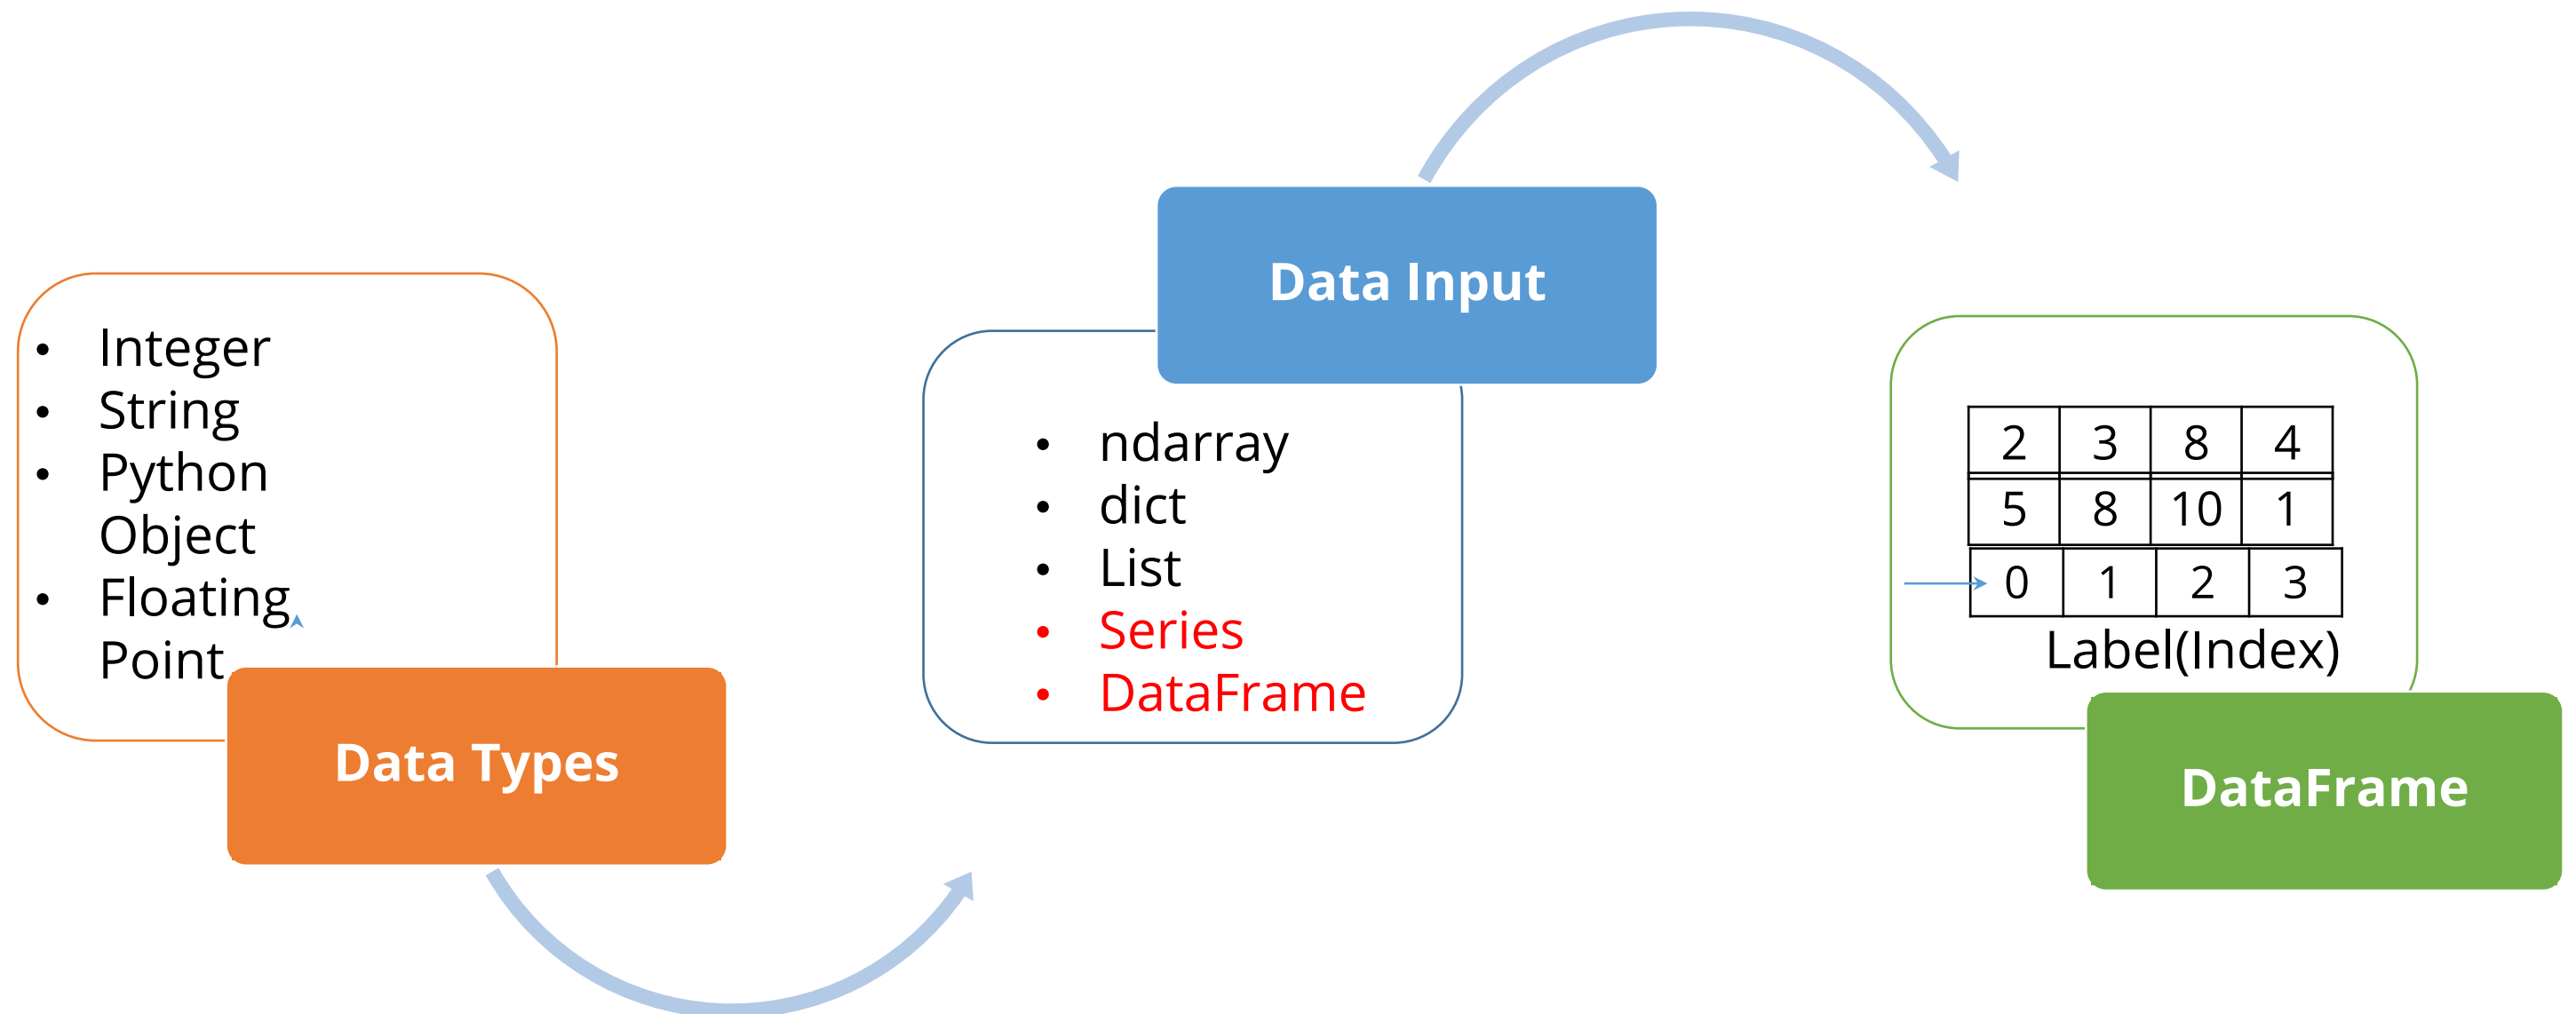 • Integer
• String
• Python
Object
• Floating
Point
Data Types
Data Input
• ndarray
• dict
• List
• Series
• DataFrame
2 3 8 4
5 8 10 1
0 1 2 3
Label(Index)
DataFrame